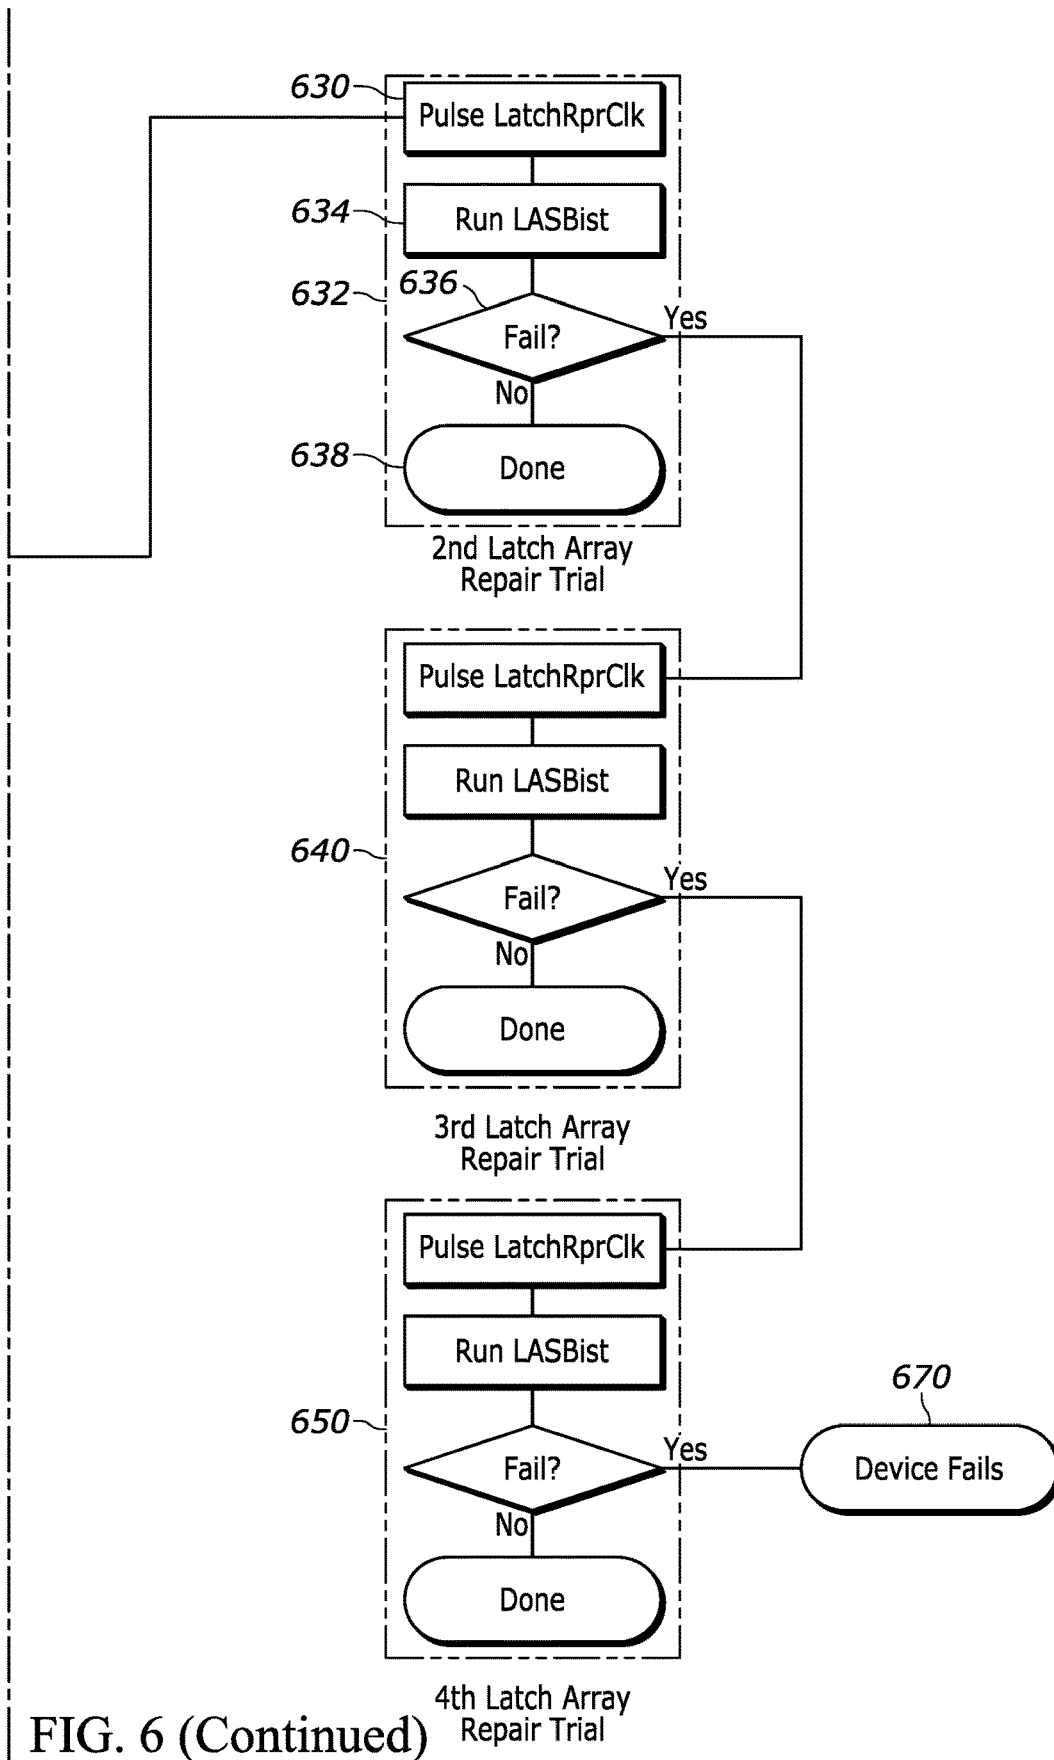 630
Pulse LatchRprClk
634
Run LASBist
632
636
Fail?
Yes
No
638
Done
2nd Latch Array
Repair Trial
Pulse LatchRprClk
Run LASBist
640
Fail?
Yes
No
Done
3rd Latch Array
Repair Trial
Pulse LatchRprClk
Run LASBist
650
Fail?
Yes
670
Device Fails
No
Done
4th Latch Array
Repair Trial
FIG. 6 (Continued)